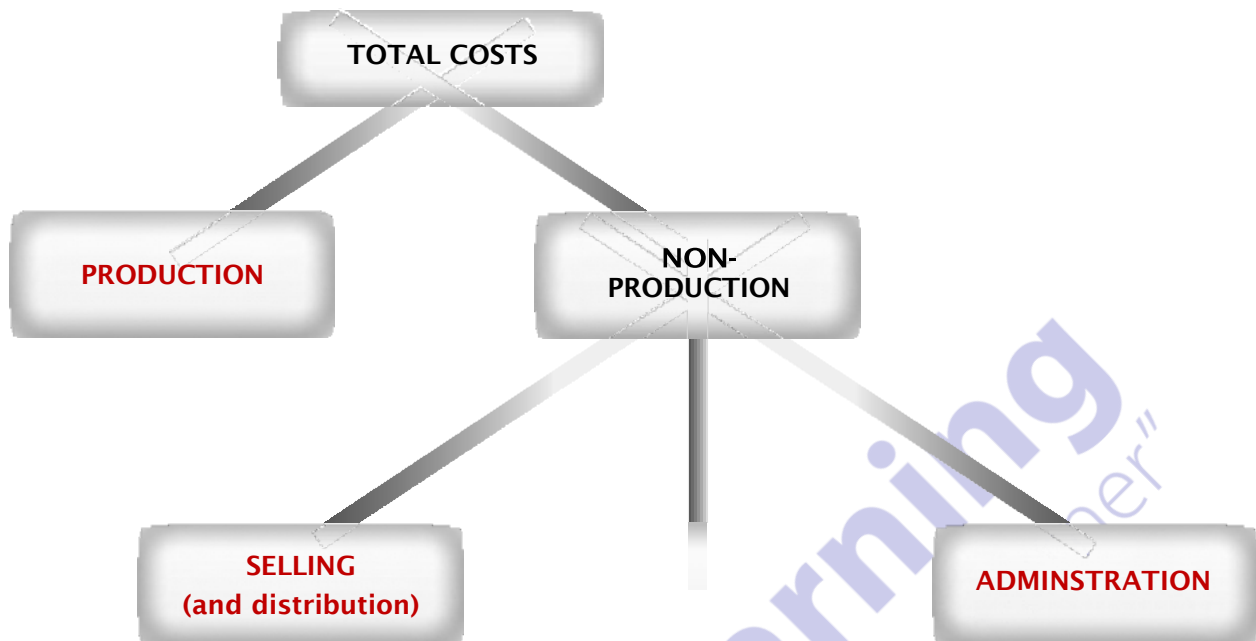 TOTAL COSTS
PRODUCTION
NON-
PRODUCTION
SELLING
(and distribution)
ADMINSTRATION